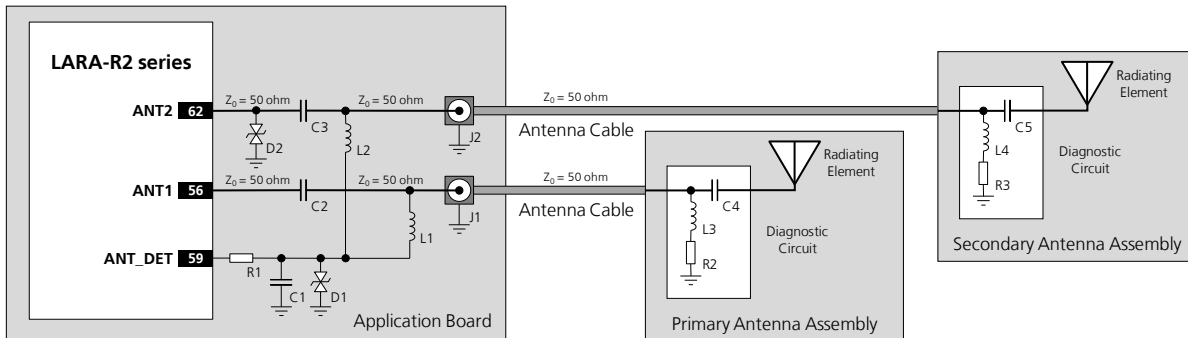 LARA-R2 series
ANT2 62
Z0 = 50 ohm
Z0 = 50 ohm
C3
D2
L2
J2
Z0 = 50 ohm
Antenna Cable
ANT1 56
Z0 = 50 ohm
Z0 = 50 ohm
C2
L1
J1
Z0 = 50 ohm
Antenna Cable
ANT_DET 59
R1
C1
D1
Application Board
Radiating
Element
C4
L3
R2
Diagnostic
Circuit
Primary Antenna Assembly
Radiating
Element
C5
L4
R3
Diagnostic
Circuit
Secondary Antenna Assembly